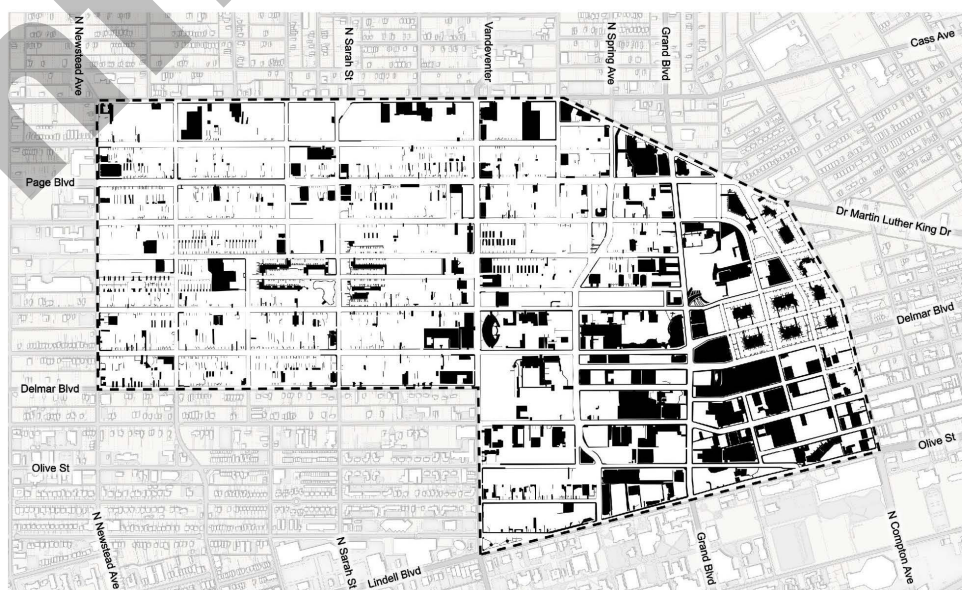 N Newstead Ave
N Sarah St
Vandeventer
N Spring Ave
Grand Blvd
Cass Ave
Page Blvd
Dr Martin Luther King Dr
Delmar Blvd
Delmar Blvd
Olive St
Olive St
N Newstead Ave
N Sarah St
Lindell Blvd
Grand Blvd
N Compton Ave